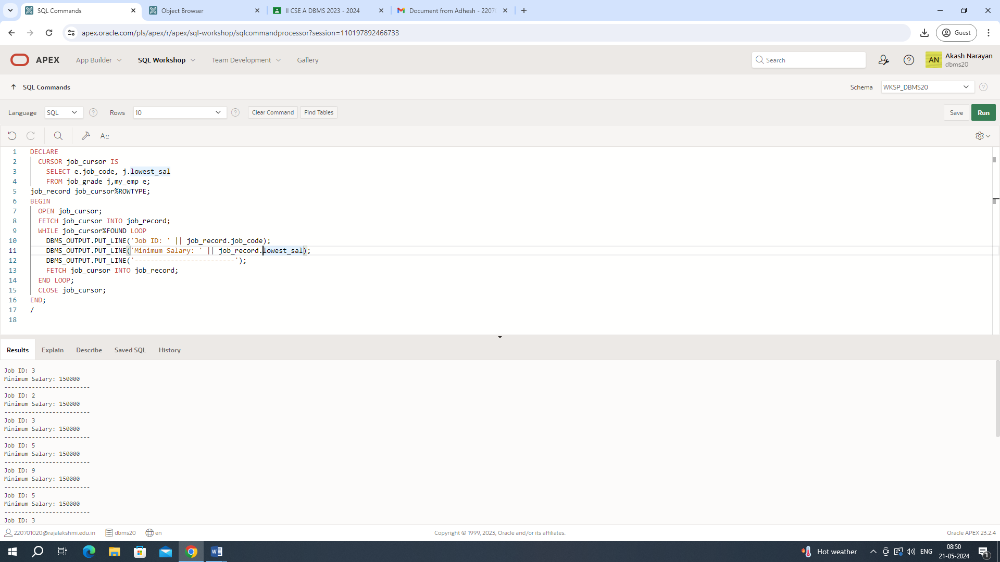 SQL Commands
Object Browser
II CSE A DBMS 2023 - 2024
Document from Adhesh - 2207
apex.oracle.com/pls/apex/r/apex/sql-workshop/sqlcommandprocessor?session=110197892466733
Guest
APEX
App Builder
SQL Workshop
Team Development
Gallery
Search
AN
Akash Narayan
dbms20
SQL Commands
Schema
WKSP_DBMS20
Language
SQL
Rows
10
Clear Command
Find Tables
Save
Run
1 DECLARE
2 CURSOR job_cursor IS
3 SELECT e.job_code, j.lowest_sal
4 FROM job_grade j,my_emp e;
5 job_record job_cursor%ROWTYPE;
6 BEGIN
7 OPEN job_cursor;
8 FETCH job_cursor INTO job_record;
9 WHILE job_cursor%FOUND LOOP
10 DBMS_OUTPUT.PUT_LINE('Job ID: ' || job_record.job_code);
11 DBMS_OUTPUT.PUT_LINE('Minimum Salary: ' || job_record.lowest_sal);
12 DBMS_OUTPUT.PUT_LINE('-------------------------');
13 FETCH job_cursor INTO job_record;
14 END LOOP;
15 CLOSE job_cursor;
16 END;
17 /
18
Results
Explain
Describe
Saved SQL
History
Job ID: 3
Minimum Salary: 150000
-------------------------
Job ID: 2
Minimum Salary: 150000
-------------------------
Job ID: 3
Minimum Salary: 150000
-------------------------
Job ID: 5
Minimum Salary: 150000
-------------------------
Job ID: 9
Minimum Salary: 150000
-------------------------
Job ID: 5
Minimum Salary: 150000
-------------------------
Job ID: 3
220701020@rajalakshmi.edu.in
dbms20
en
Copyright © 1999, 2023, Oracle and/or its affiliates.
Oracle APEX 23.2.4
Hot weather
ENG
08:50
21-05-2024
1